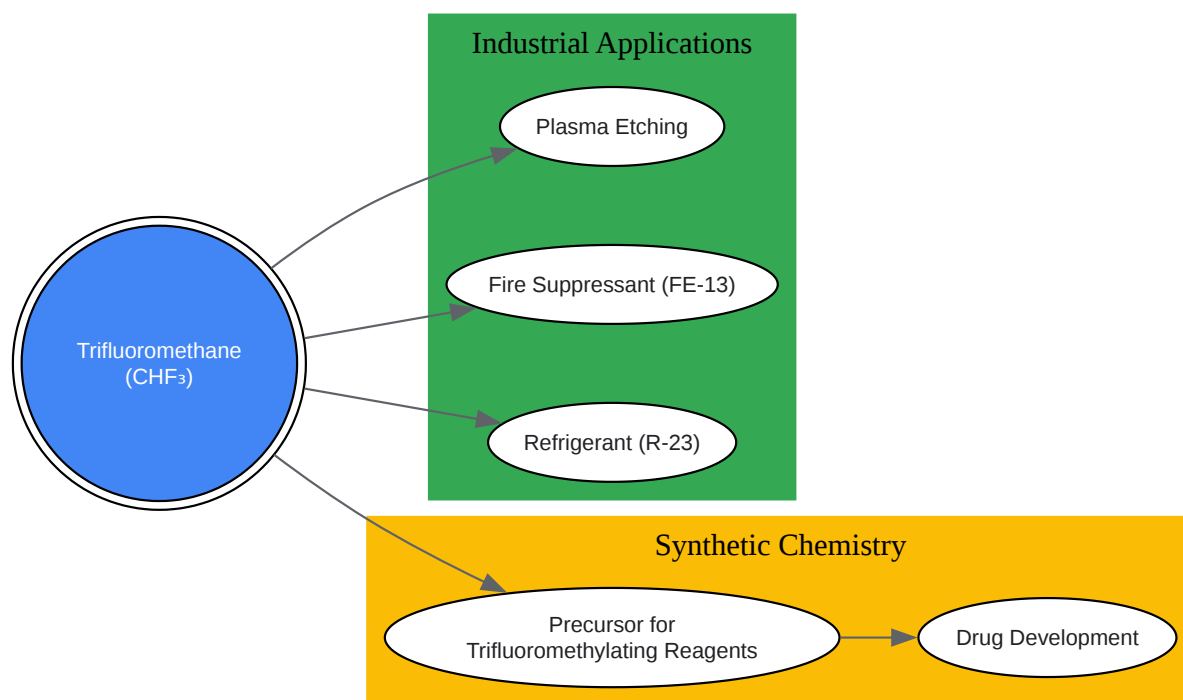 Industrial Applications
Plasma Etching
Fire Suppressant (FE-13)
Trifluoromethane
(CHF₃)
Refrigerant (R-23)
Synthetic Chemistry
Precursor for
Trifluoromethylating Reagents
Drug Development